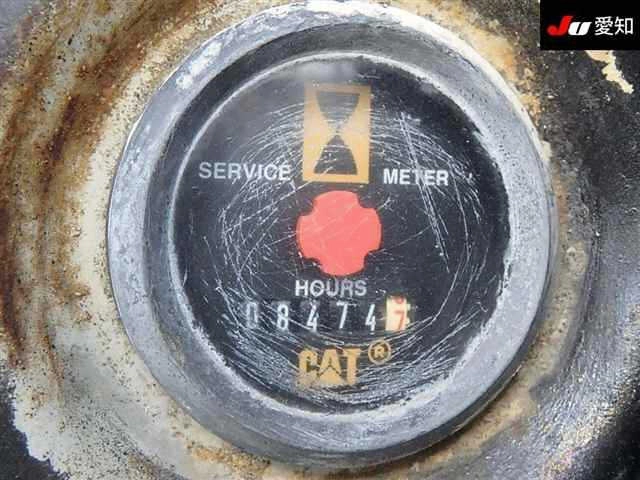 JU 愛知
SERVICE METER
HOURS
084747
CAT®